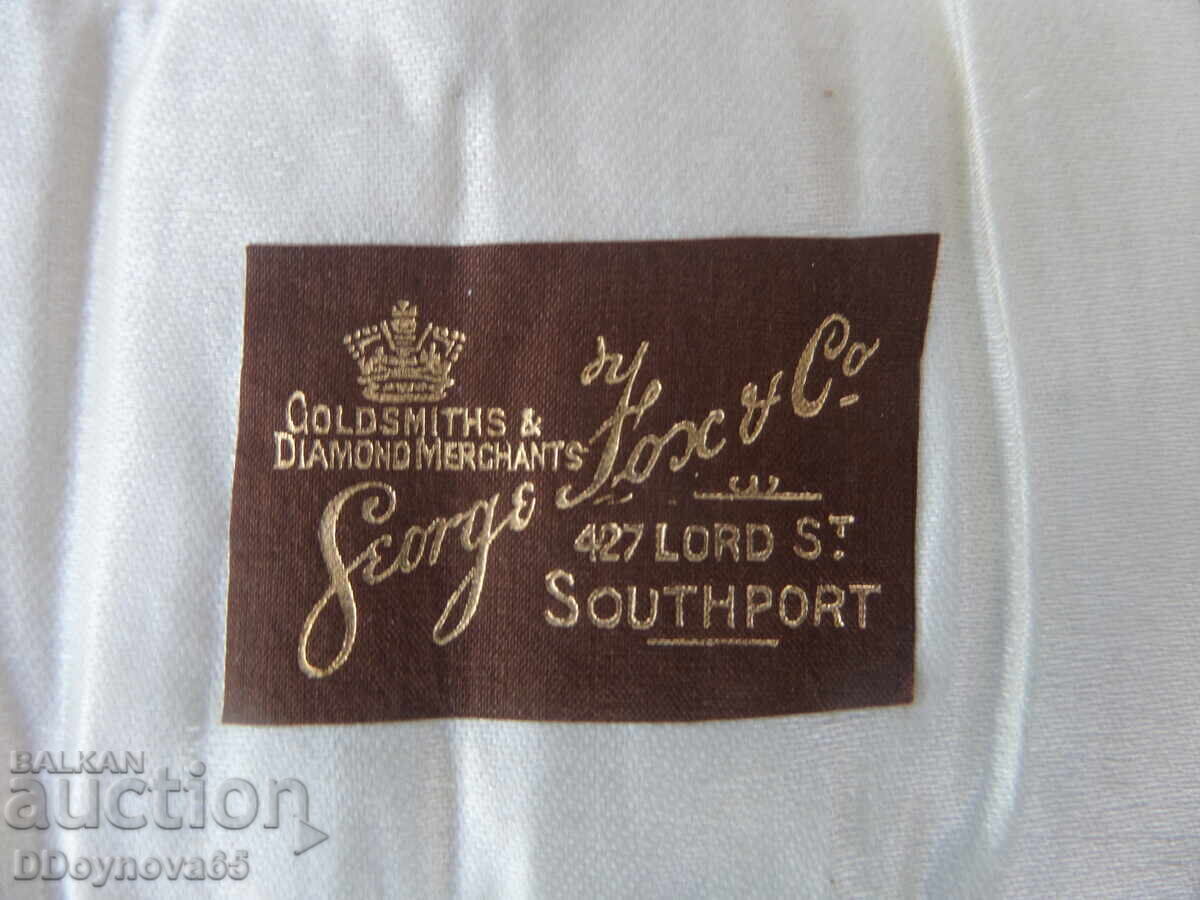 GOLDSMITHS &
DIAMOND MERCHANTS
George Fox & Co.
427 LORD ST.
SOUTHPORT
BALKAN
auction
DDoynova65